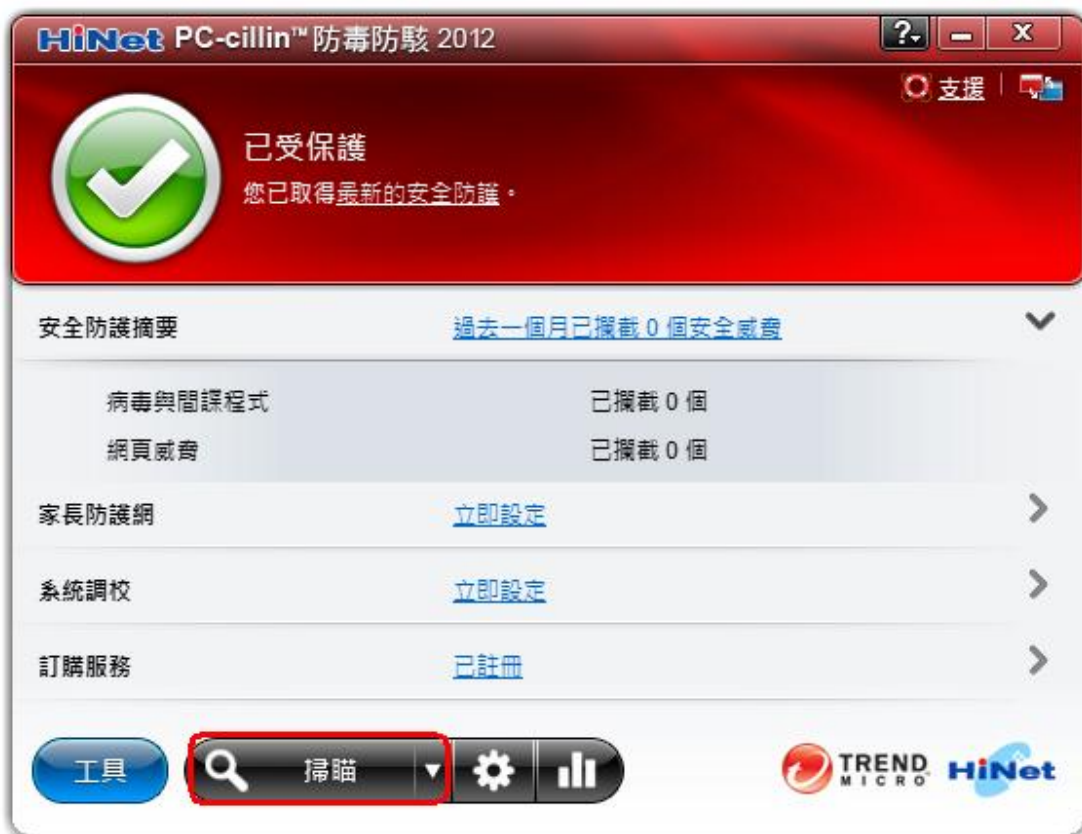 HiNet PC-cillin™防毒防駭 2012
?
支援
已受保護
您已取得最新的安全防護。
安全防護摘要 過去一個月已攔截 0 個安全威脅
病毒與間諜程式 已攔截 0 個
網頁威脅 已攔截 0 個
家長防護網 立即設定
系統調校 立即設定
訂購服務 已註冊
工具 掃瞄 TREND MICRO HiNet